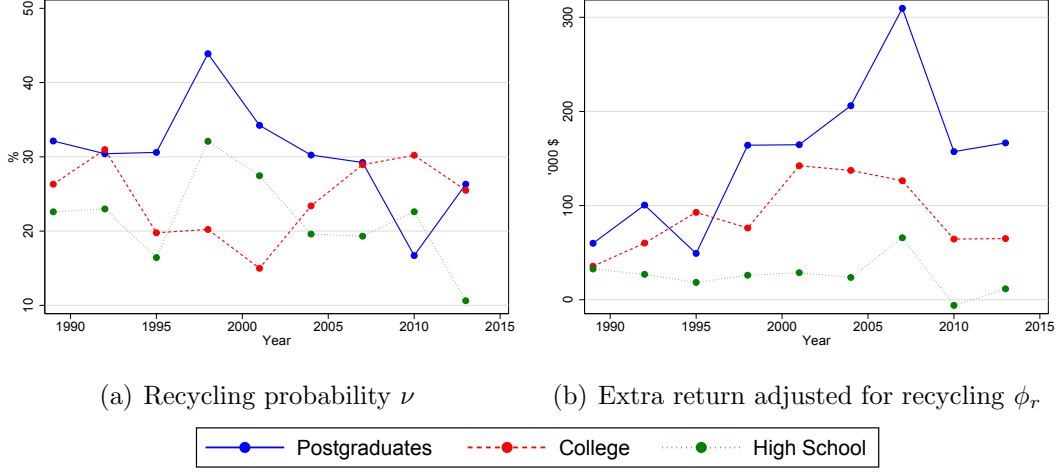 50
40
30
20
10
%
1990 1995 2000 2005 2010 2015
Year
300
200
100
0
'000 $
1990 1995 2000 2005 2010 2015
Year
(a) Recycling probability ν
(b) Extra return adjusted for recycling ϕr
Postgraduates College High School